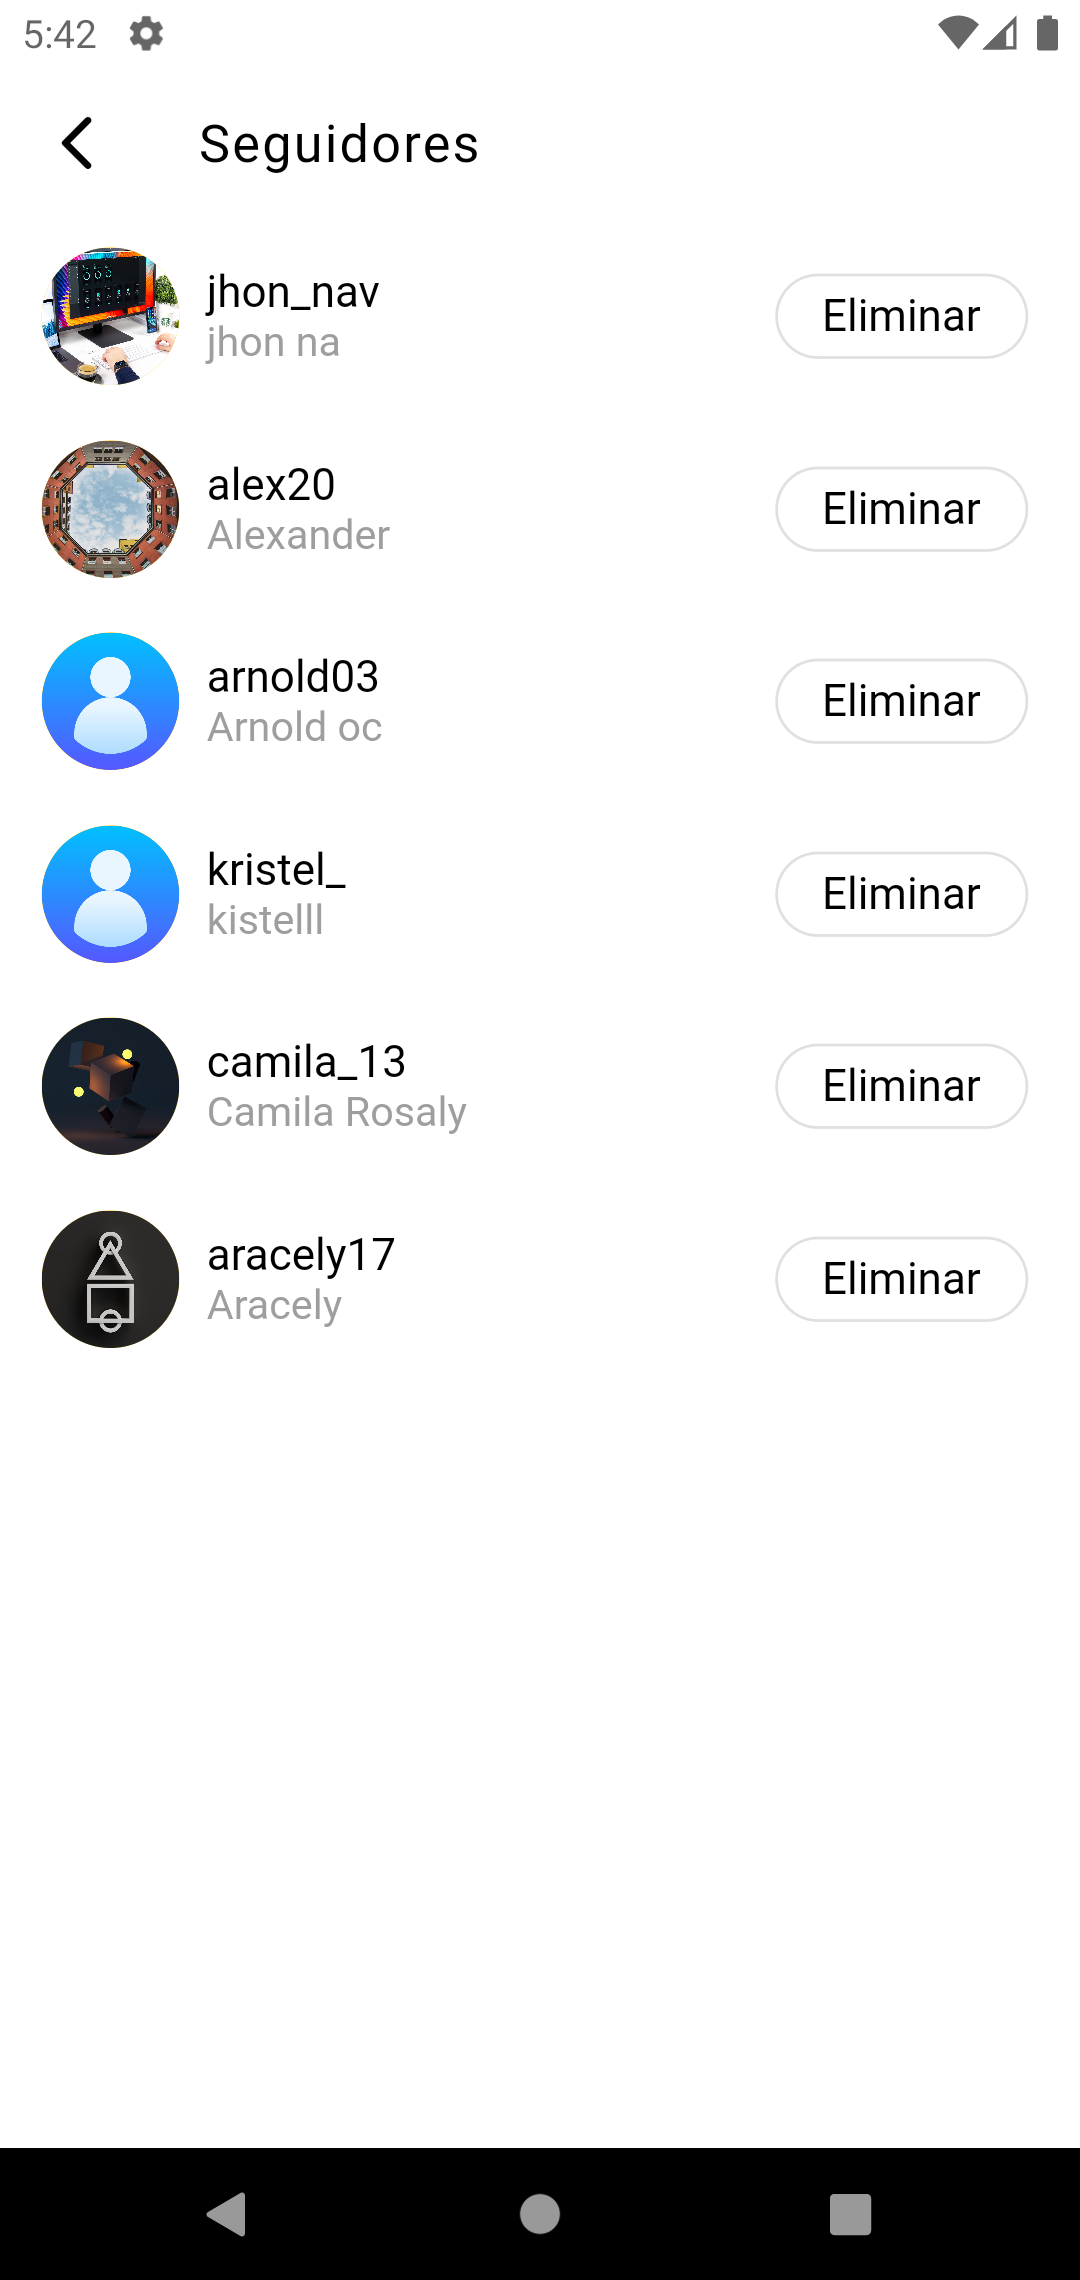 5:42
Seguidores
jhon_nav
jhon na
Eliminar
alex20
Alexander
Eliminar
arnold03
Arnold oc
Eliminar
kristel_
kistelll
Eliminar
camila_13
Camila Rosaly
Eliminar
aracely17
Aracely
Eliminar